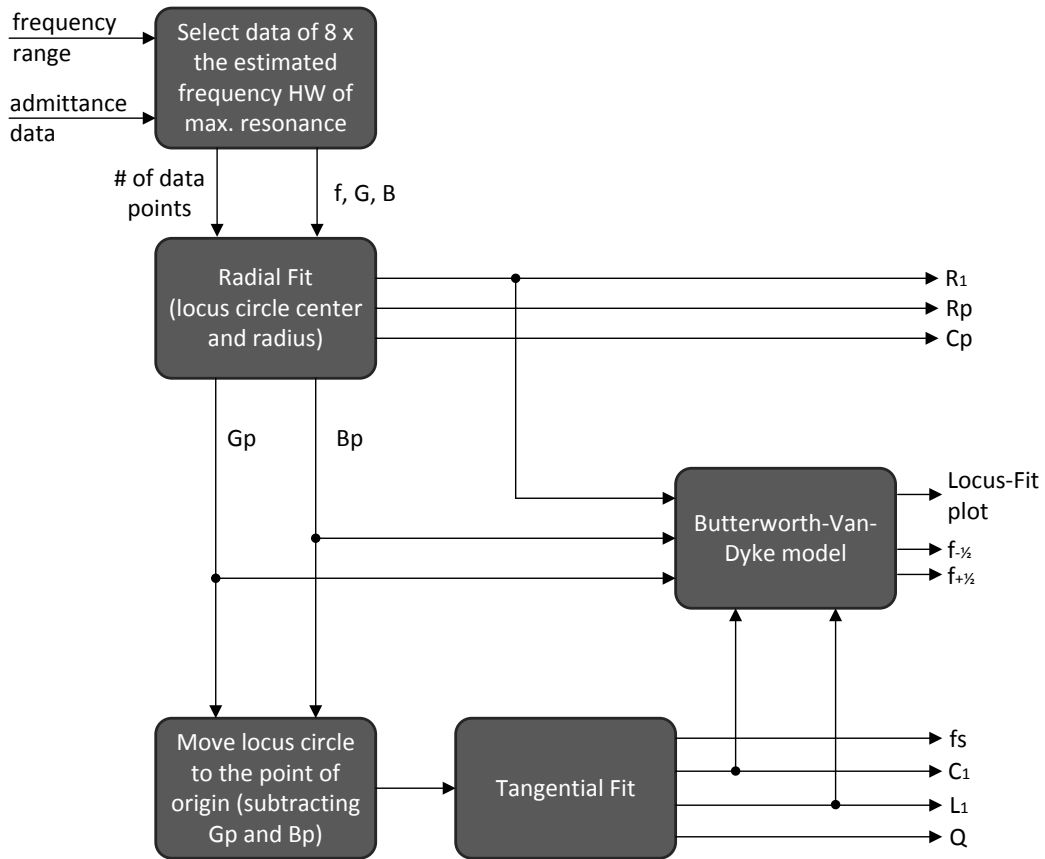 frequency
range
admittance
data
Select data of 8 x
the estimated
frequency HW of
max. resonance
# of data
points
f, G, B
Radial Fit
(locus circle center
and radius)
R₁
Rp
Cp
Gp
Bp
Butterworth-Van-
Dyke model
Locus-Fit
plot
f-½
f+½
Move locus circle
to the point of
origin (subtracting
Gp and Bp)
Tangential Fit
fs
C₁
L₁
Q